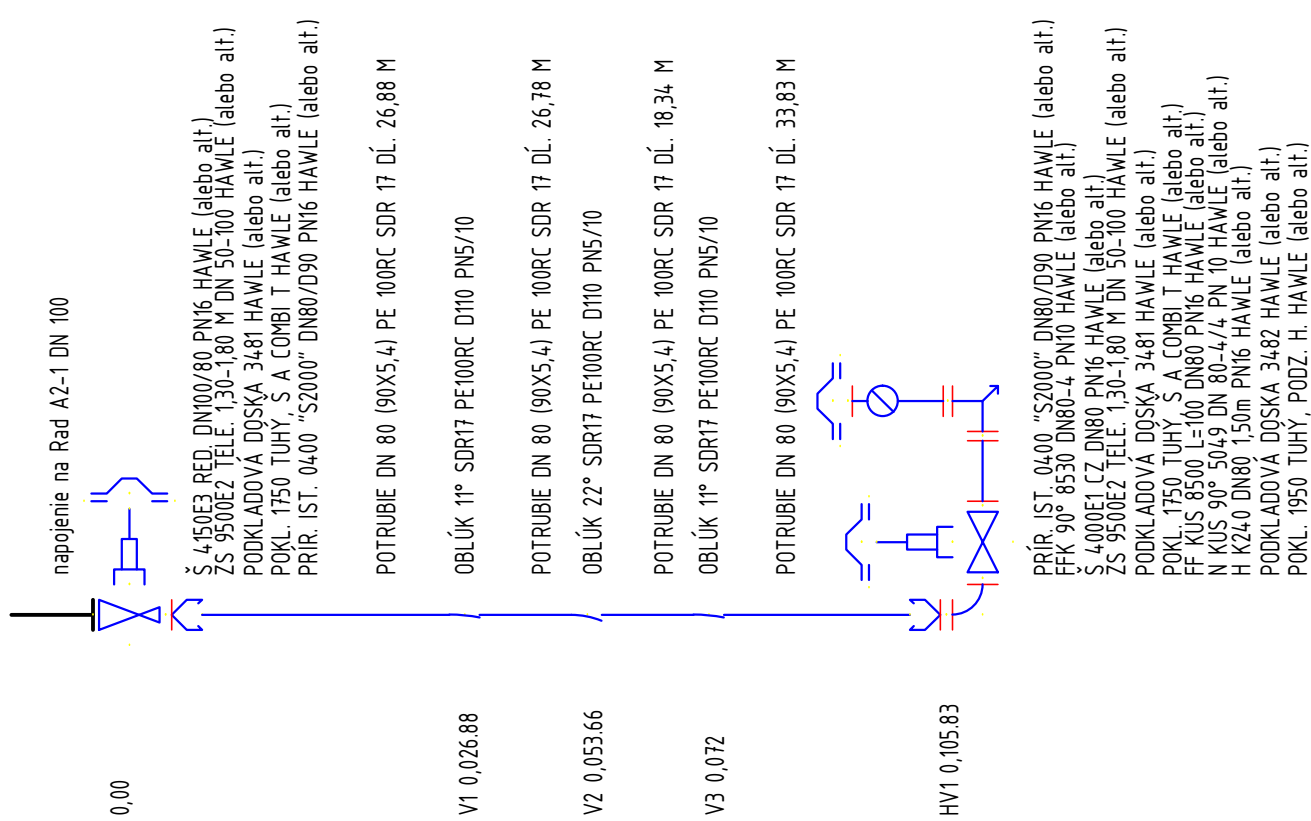 napojenie na Rad A2-1 DN 100
0,00
Š 4150E3 RED. DN100/80 PN16 HAWLE (alebo alt.)
ZS 9500E2 TELE. 1,30-1,80 M DN 50-100 HAWLE (alebo alt.)
PODKLADOVÁ DOSKA 3481 HAWLE (alebo alt.)
POKL. 1750 TUHÝ, S A COMBI T HAWLE (alebo alt.)
PRÍR. IST. 0400 "S2000" DN80/D90 PN16 HAWLE (alebo alt.)
POTRUBIE DN 80 (90X5,4) PE 100RC SDR 17 DĹ. 26,88 M
V1 0,026.88
OBLÚK 11° SDR17 PE100RC D110 PN5/10
POTRUBIE DN 80 (90X5,4) PE 100RC SDR 17 DĹ. 26,78 M
V2 0,053.66
OBLÚK 22° SDR17 PE100RC D110 PN5/10
POTRUBIE DN 80 (90X5,4) PE 100RC SDR 17 DĹ. 18,34 M
V3 0,072
OBLÚK 11° SDR17 PE100RC D110 PN5/10
POTRUBIE DN 80 (90X5,4) PE 100RC SDR 17 DĹ. 33,83 M
HV1 0,105.83
PRÍR. IST. 0400 "S2000" DN80/D90 PN16 HAWLE (alebo alt.)
FFK 90° 8530 DN80-4 PN10 HAWLE (alebo alt.)
Š 4000E1 CZ DN80 PN16 HAWLE (alebo alt.)
ZS 9500E2 TELE. 1,30-1,80 M DN 50-100 HAWLE (alebo alt.)
PODKLADOVÁ DOSKA 3481 HAWLE (alebo alt.)
POKL. 1750 TUHÝ, S A COMBI T HAWLE (alebo alt.)
FF KUS 8500 L=100 DN80 PN16 HAWLE (alebo alt.)
N KUS 90° 5049 DN 80-4/4 PN 10 HAWLE (alebo alt.)
H K240 DN80 1,50m PN16 HAWLE (alebo alt.)
PODKLADOVÁ DOSKA 3482 HAWLE (alebo alt.)
POKL. 1950 TUHÝ, PODZ. H. HAWLE (alebo alt.)